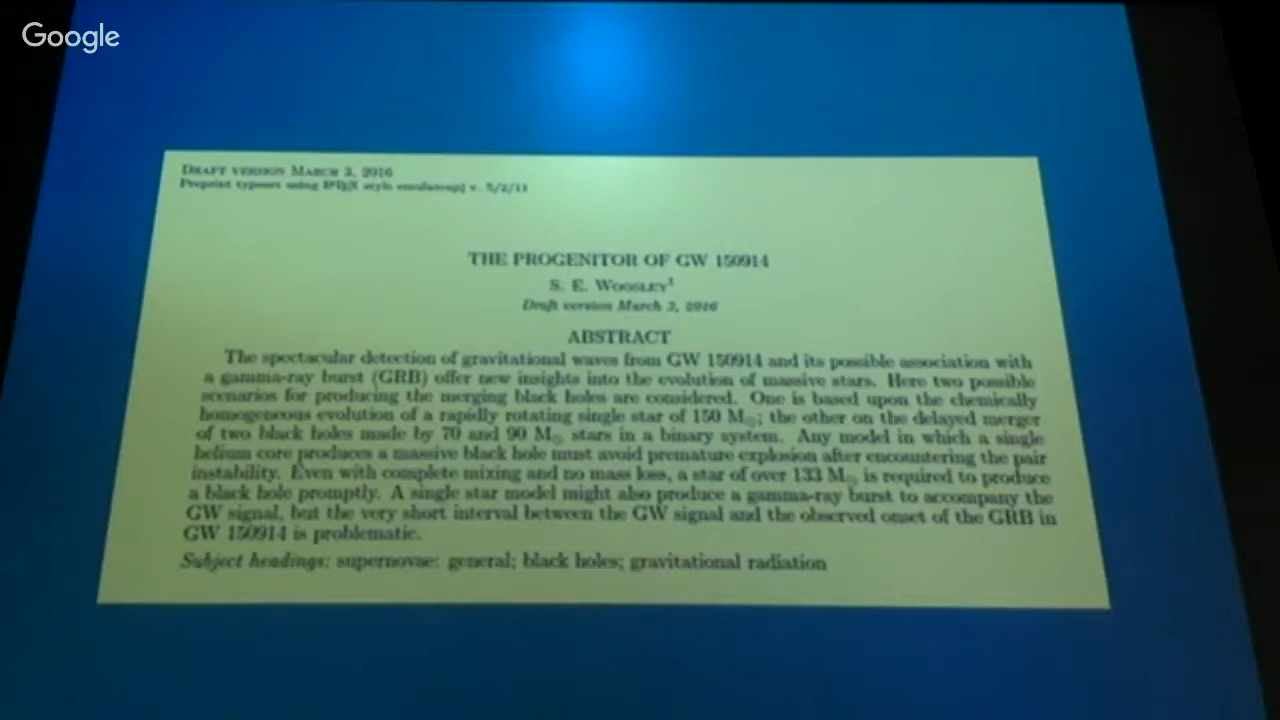 Google
DRAFT VERSION MARCH 3, 2016
Preprint typeset using LATEX style emulateapj v. 5/2/11
THE PROGENITOR OF GW 150914
S. E. WOOSLEY1
Draft version March 3, 2016
ABSTRACT
The spectacular detection of gravitational waves from GW 150914 and its possible association with
a gamma-ray burst (GRB) offer new insights into the evolution of massive stars. Here two possible
scenarios for producing the merging black holes are considered. One is based upon the chemically
homogeneous evolution of a rapidly rotating single star of 150 M☉; the other on the delayed merger
of two black holes made by 70 and 90 M☉ stars in a binary system. Any model in which a single
helium core produces a massive black hole must avoid premature explosion after encountering the pair
instability. Even with complete mixing and no mass loss, a star of over 133 M☉ is required to produce
a black hole promptly. A single star model might also produce a gamma-ray burst to accompany the
GW signal, but the very short interval between the GW signal and the observed onset of the GRB in
GW 150914 is problematic.
Subject headings: supernovae: general; black holes; gravitational radiation